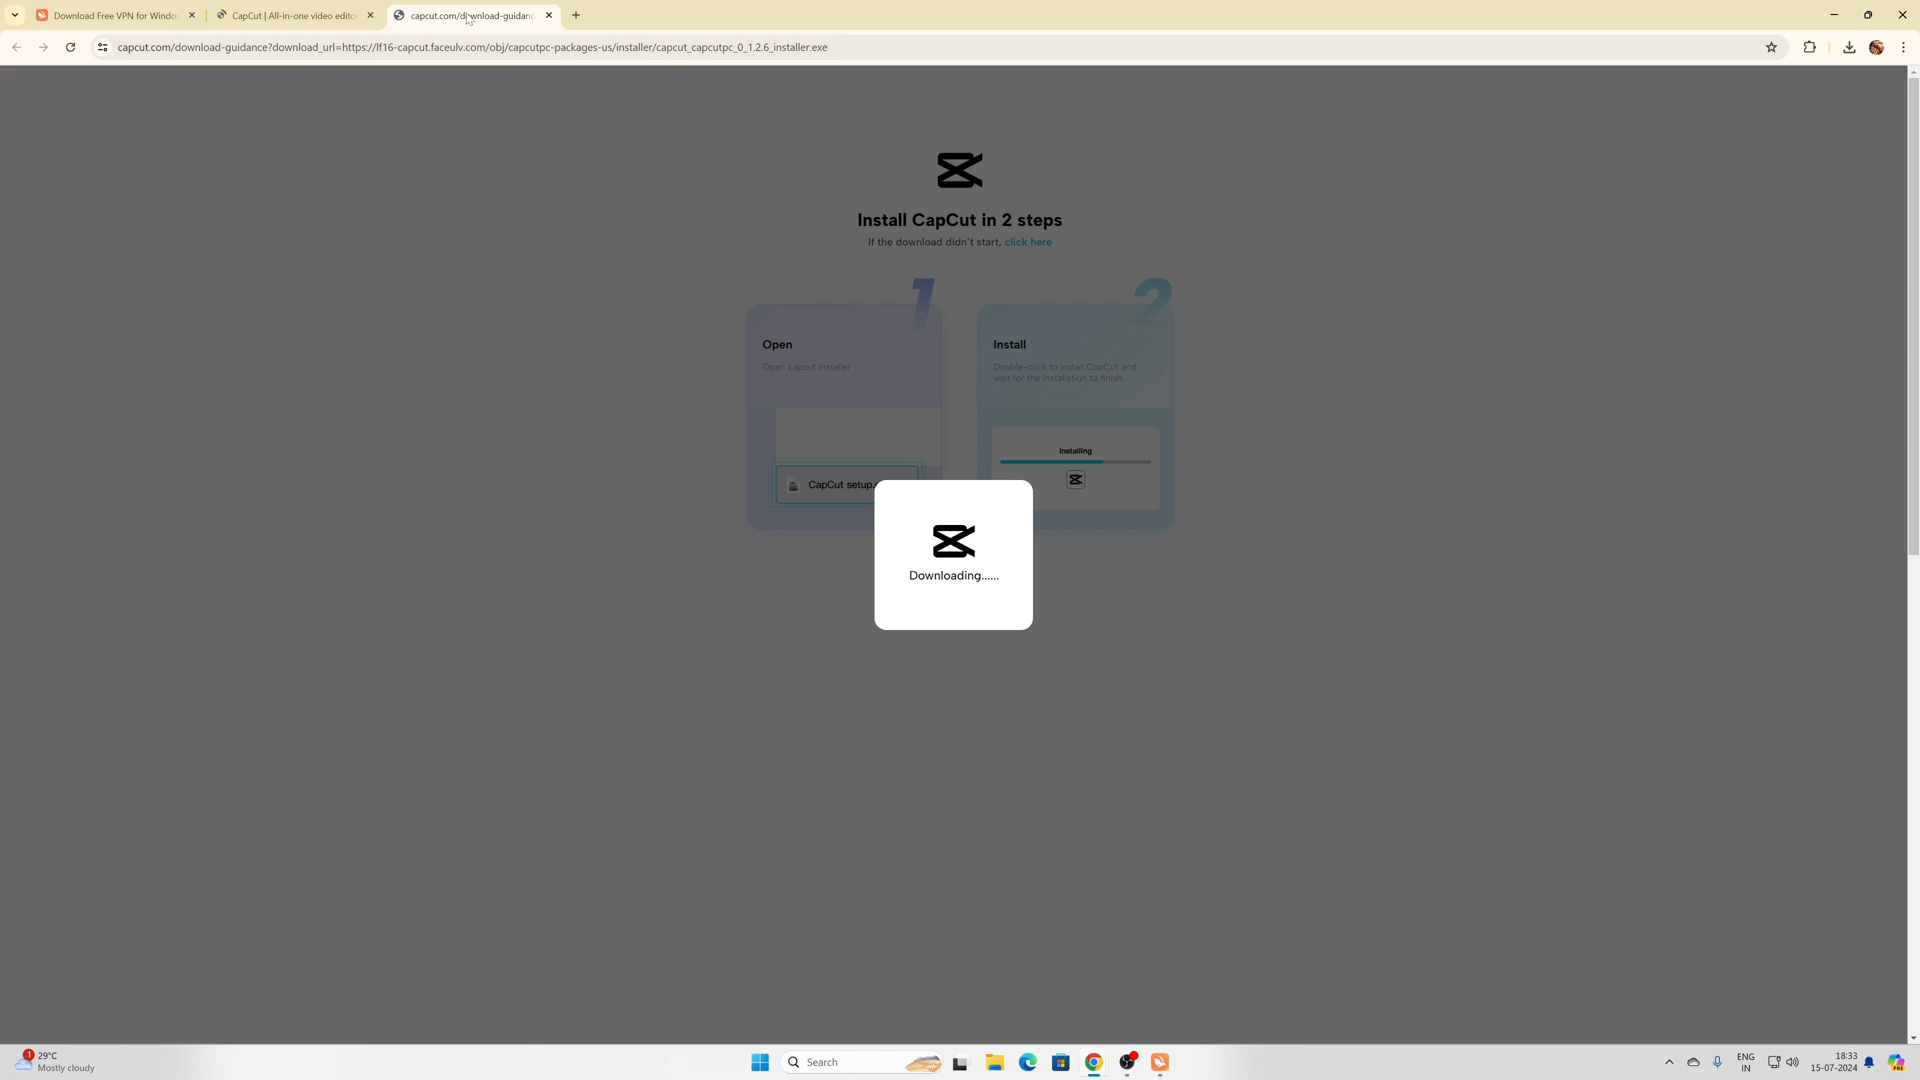 Download Free VPN for Windo
CapCut | All-in-one video edito
capcut.com/download-guidanc
capcut.com/download-guidance?download_url=https://lf16-capcut.faceulv.com/obj/capcutpc-packages-us/installer/capcut_capcutpc_0_1.2.6_installer.exe
Install CapCut in 2 steps
If the download didn't start, click here
1
Open
Open capcut installer
CapCut setup.
2
Install
Double-click to install CapCut and
wait for the installation to finish.
Installing
Downloading......
1
29°C
Mostly cloudy
Search
ENG
IN
18:33
15-07-2024
PRE